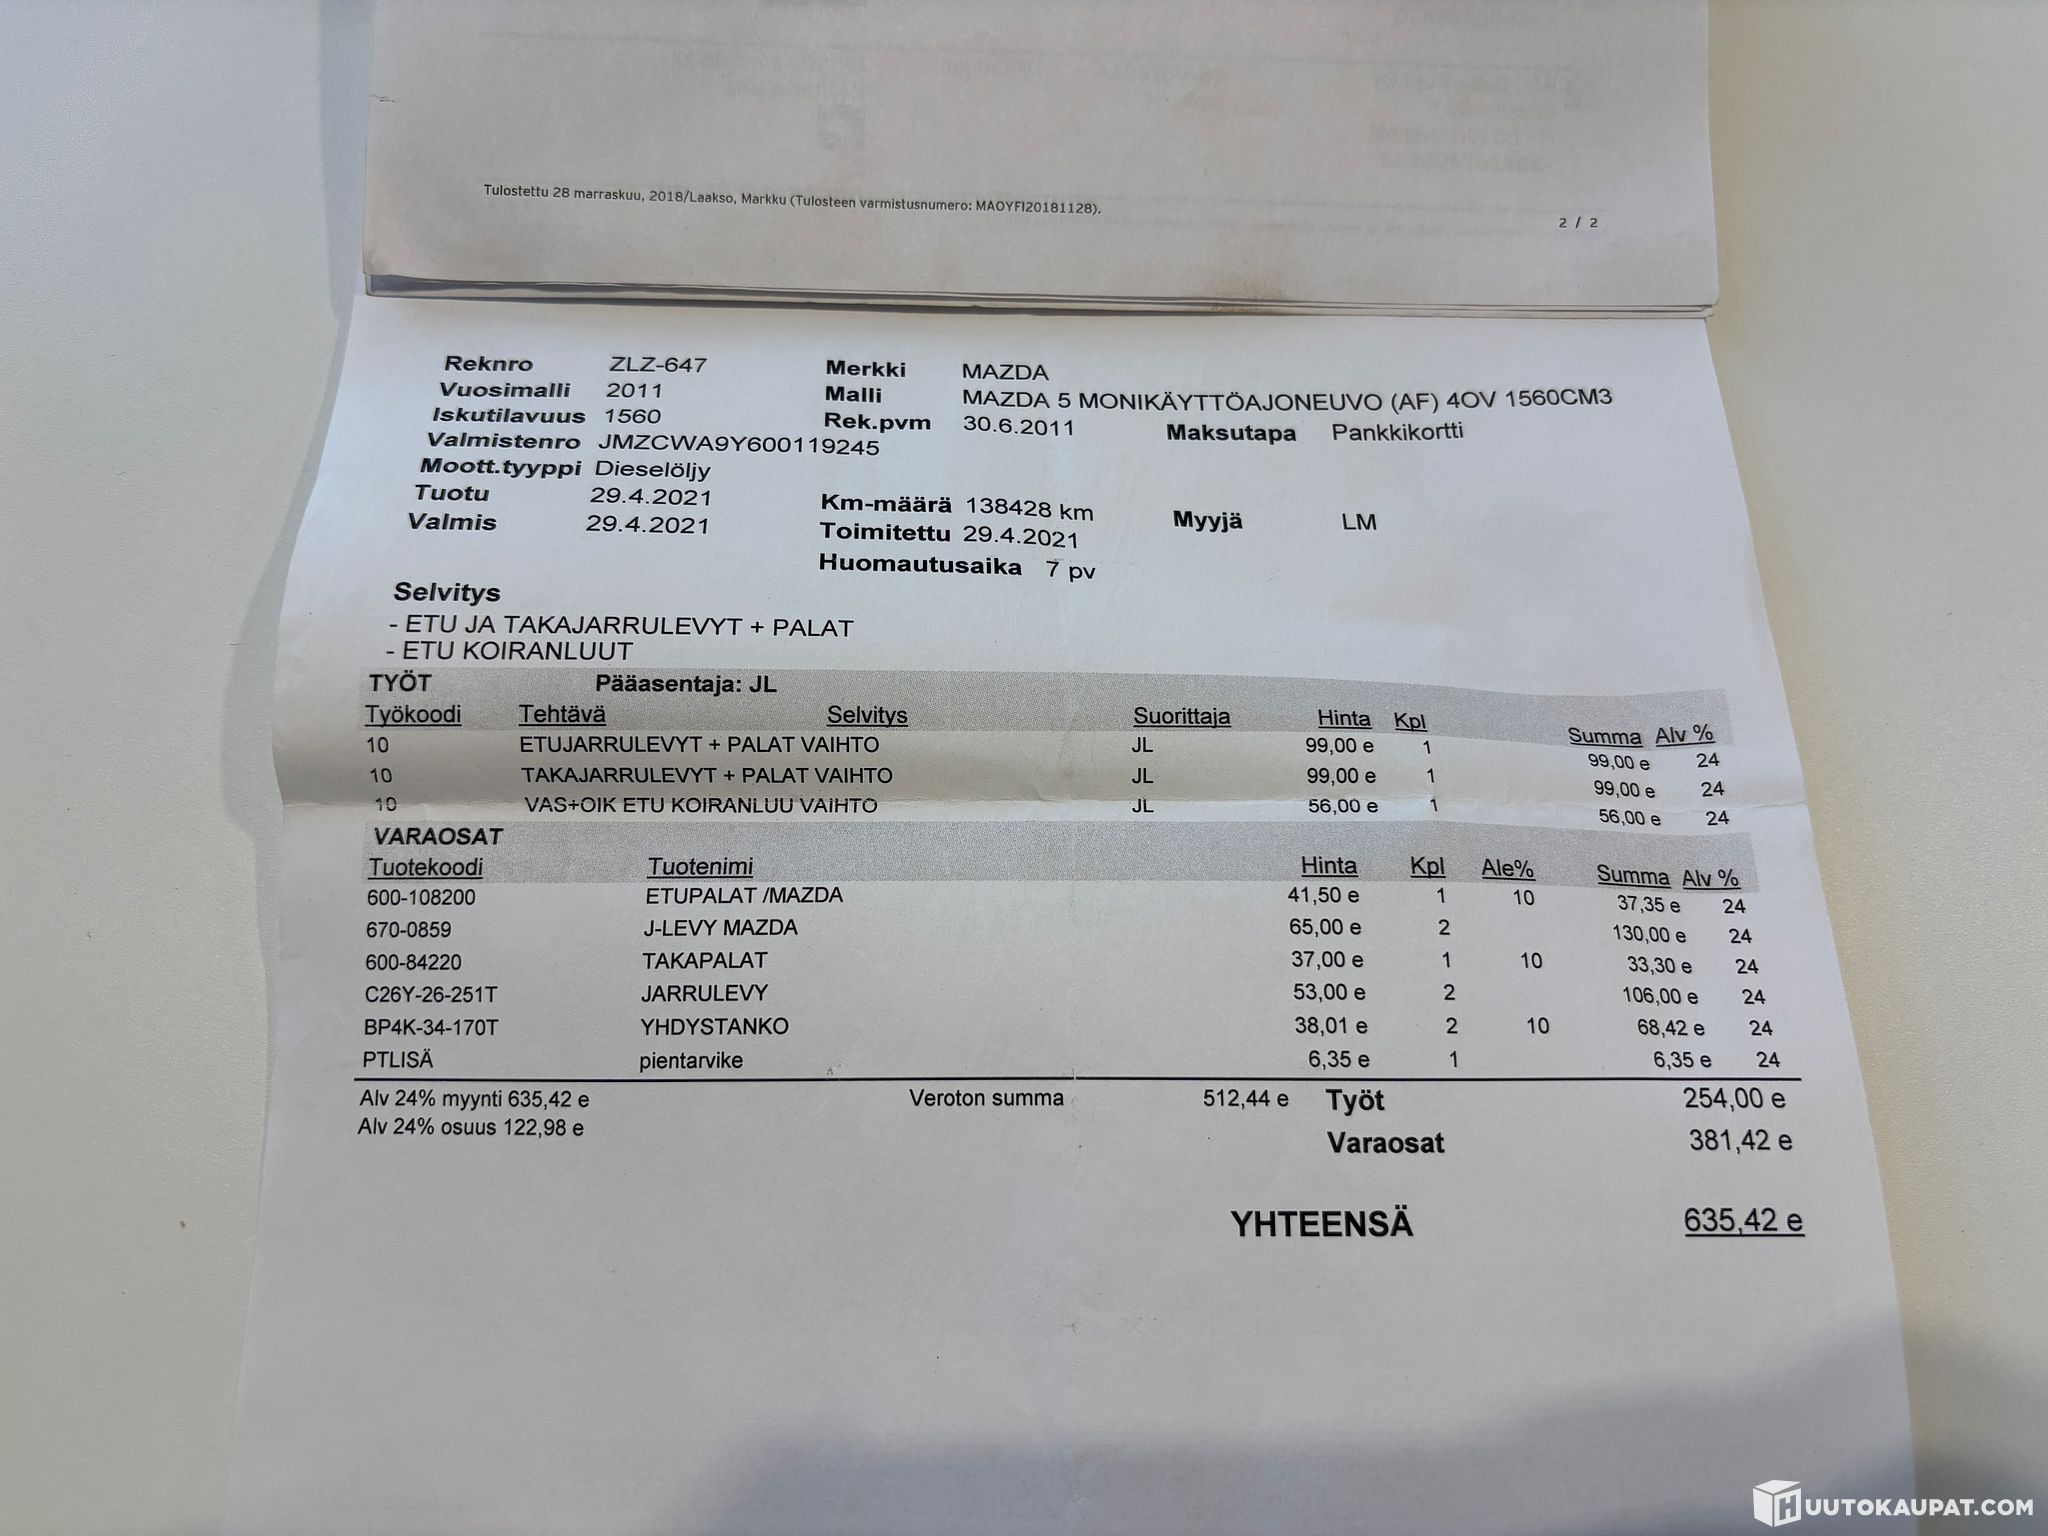 Tulostettu 28 marraskuu, 2018/Laakso, Markku (Tulosteen varmistusnumero: MAOYFI20181128).
2 / 2
Reknro ZLZ-647 Merkki MAZDA
Vuosimalli 2011 Malli MAZDA 5 MONIKÄYTTÖAJONEUVO (AF) 4OV 1560CM3
Iskutilavuus 1560 Rek.pvm 30.6.2011 Maksutapa Pankkikortti
Valmistenro JMZCWA9Y600119245
Moott.tyyppi Dieselöljy
Tuotu 29.4.2021 Km-määrä 138428 km Myyjä LM
Valmis 29.4.2021 Toimitettu 29.4.2021
Huomautusaika 7 pv
Selvitys
- ETU JA TAKAJARRULEVYT + PALAT
- ETU KOIRANLUUT
TYÖT Pääasentaja: JL
Työkoodi Tehtävä Selvitys Suorittaja Hinta Kpl Summa Alv %
10 ETUJARRULEVYT + PALAT VAIHTO JL 99,00 e 1 99,00 e 24
10 TAKAJARRULEVYT + PALAT VAIHTO JL 99,00 e 1 99,00 e 24
10 VAS+OIK ETU KOIRANLUU VAIHTO JL 56,00 e 1 56,00 e 24
VARAOSAT
Tuotekoodi Tuotenimi Hinta Kpl Ale% Summa Alv %
600-108200 ETUPALAT /MAZDA 41,50 e 1 10 37,35 e 24
670-0859 J-LEVY MAZDA 65,00 e 2 130,00 e 24
600-84220 TAKAPALAT 37,00 e 1 10 33,30 e 24
C26Y-26-251T JARRULEVY 53,00 e 2 106,00 e 24
BP4K-34-170T YHDYSTANKO 38,01 e 2 10 68,42 e 24
PTLISÄ pientarvike 6,35 e 1 6,35 e 24
Alv 24% myynti 635,42 e Veroton summa 512,44 e Työt 254,00 e
Alv 24% osuus 122,98 e Varaosat 381,42 e
YHTEENSÄ 635,42 e
HUUTOKAUPAT.COM